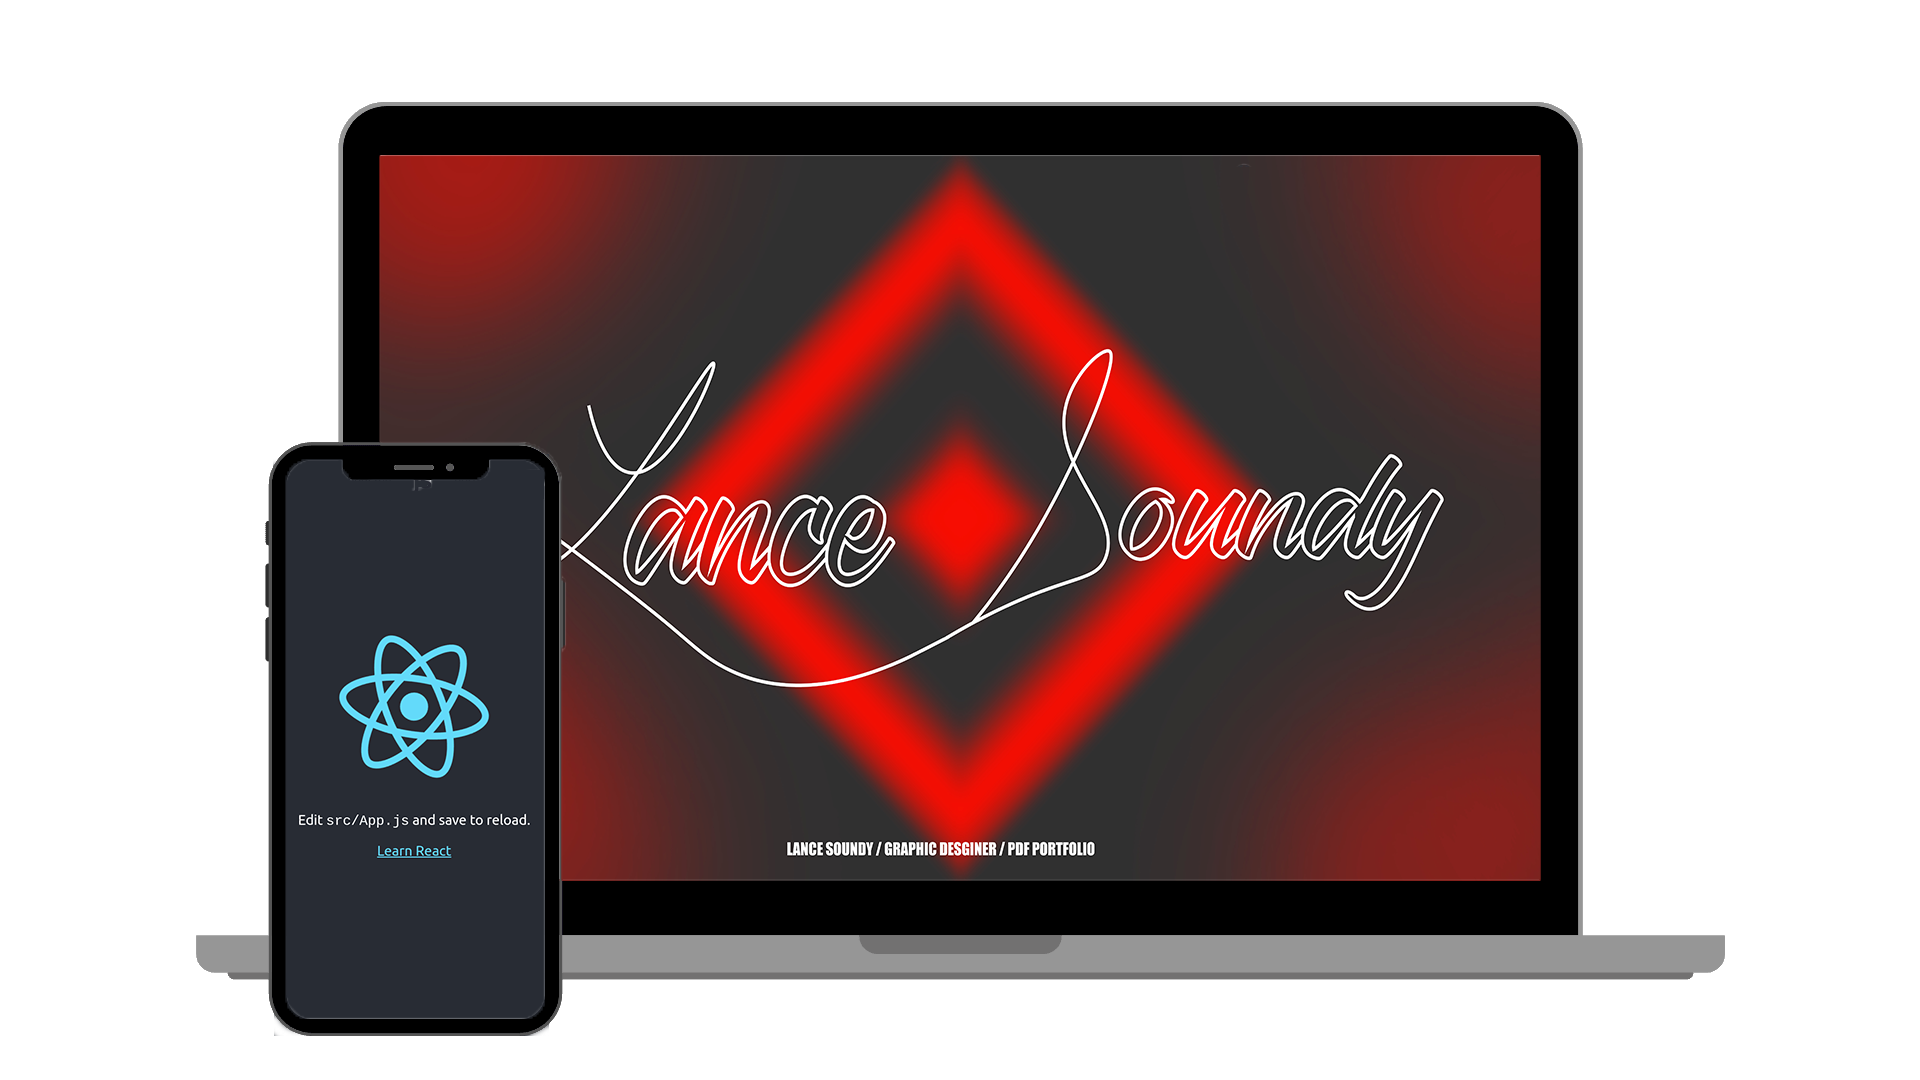 Lance Soundy
LANCE SOUNDY / GRAPHIC DESGINER / PDF PORTFOLIO
Edit src/App.js and save to reload.
Learn React